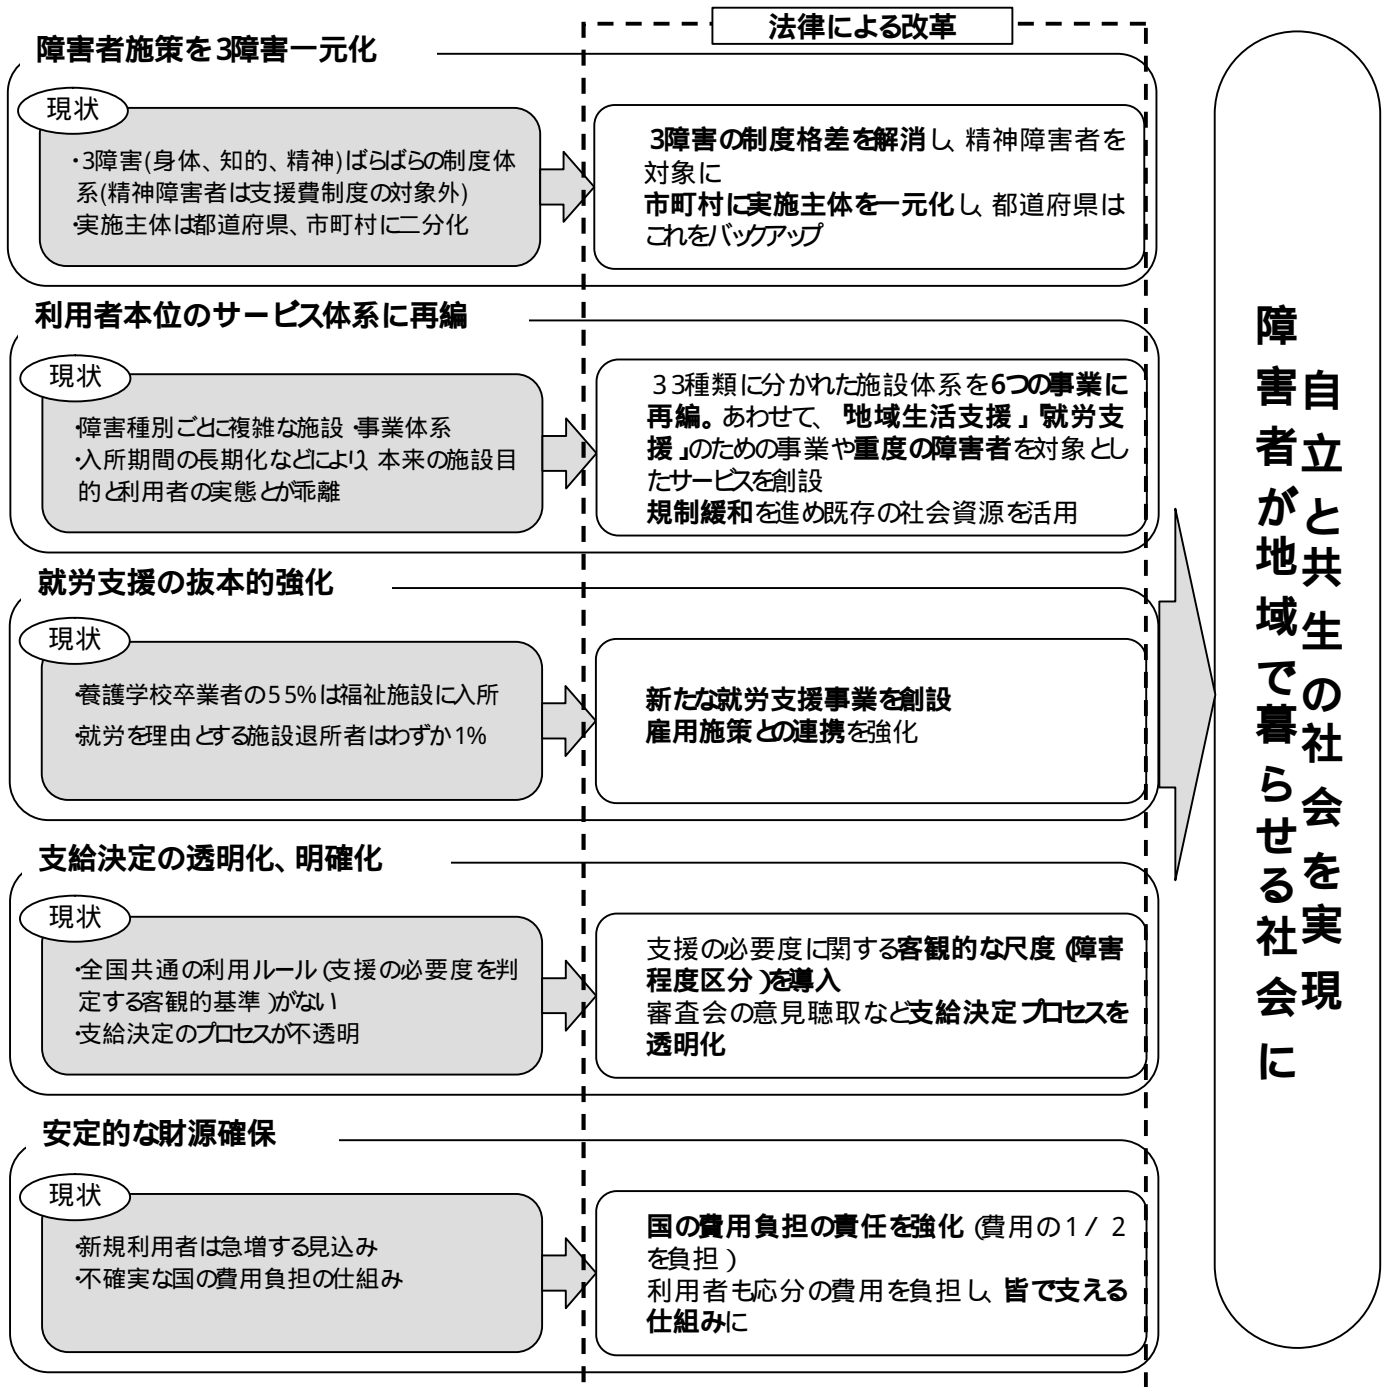 法律による改革
障害者施策を3障害一元化
現状
・3障害(身体、知的、精神)ばらばらの制度体
系(精神障害者は支援費制度の対象外)
・実施主体は都道府県、市町村に二分化
3障害の制度格差を解消し、精神障害者を
対象に
市町村に実施主体を一元化し、都道府県は
これをバックアップ
利用者本位のサービス体系に再編
現状
・障害種別ごとに複雑な施設・事業体系
・入所期間の長期化などにより、本来の施設目
的と利用者の実態とが乖離
33種類に分かれた施設体系を6つの事業に
再編。あわせて、「地域生活支援」「就労支
援」のための事業や重度の障害者を対象とし
たサービスを創設
規制緩和を進め既存の社会資源を活用
就労支援の抜本的強化
現状
・養護学校卒業者の55%は福祉施設に入所
・就労を理由とする施設退所者はわずか1%
新たな就労支援事業を創設
雇用施策との連携を強化
支給決定の透明化、明確化
現状
・全国共通の利用ルール(支援の必要度を判
定する客観的基準)がない
・支給決定のプロセスが不透明
支援の必要度に関する客観的な尺度(障害
程度区分)を導入
審査会の意見聴取など支給決定プロセスを
透明化
安定的な財源確保
現状
・新規利用者は急増する見込み
・不確実な国の費用負担の仕組み
国の費用負担の責任を強化(費用の1/2
を負担)
利用者も応分の費用を負担し、皆で支える
仕組みに
自立と共生の社会を実現
障害者が地域で暮らせる社会に